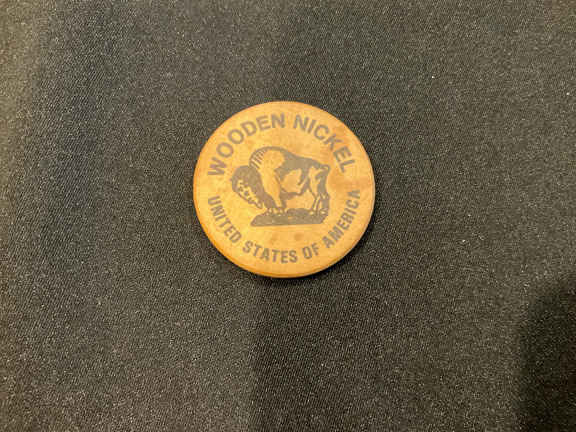 WOODEN NICKEL
UNITED STATES OF AMERICA